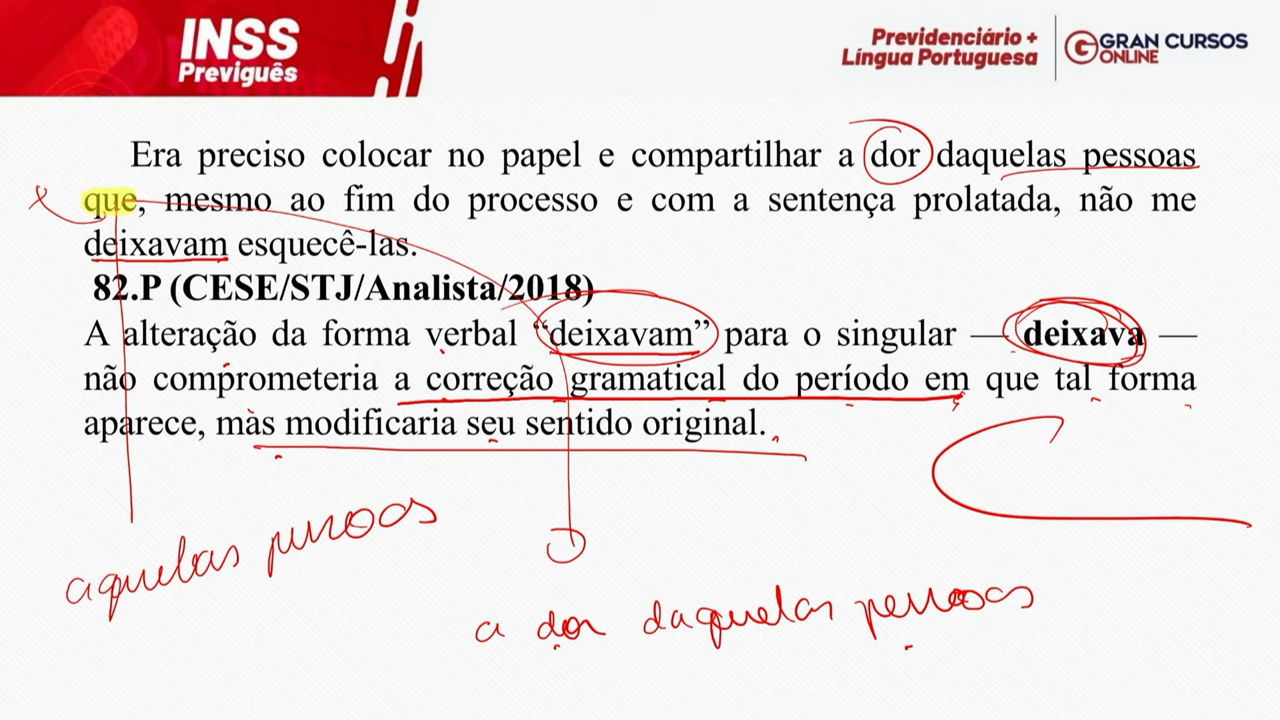 INSS
Previguês
Previdenciário +
Língua Portuguesa
GRAN CURSOS
ONLINE
Era preciso colocar no papel e compartilhar a dor daquelas pessoas
que, mesmo ao fim do processo e com a sentença prolatada, não me
deixavam esquecê-las.
82.P (CESE/STJ/Analista/2018)
A alteração da forma verbal “deixavam” para o singular — deixava —
não comprometeria a correção gramatical do período em que tal forma
aparece, mas modificaria seu sentido original.
aquelas pessoas
a dor daquelas pessoas